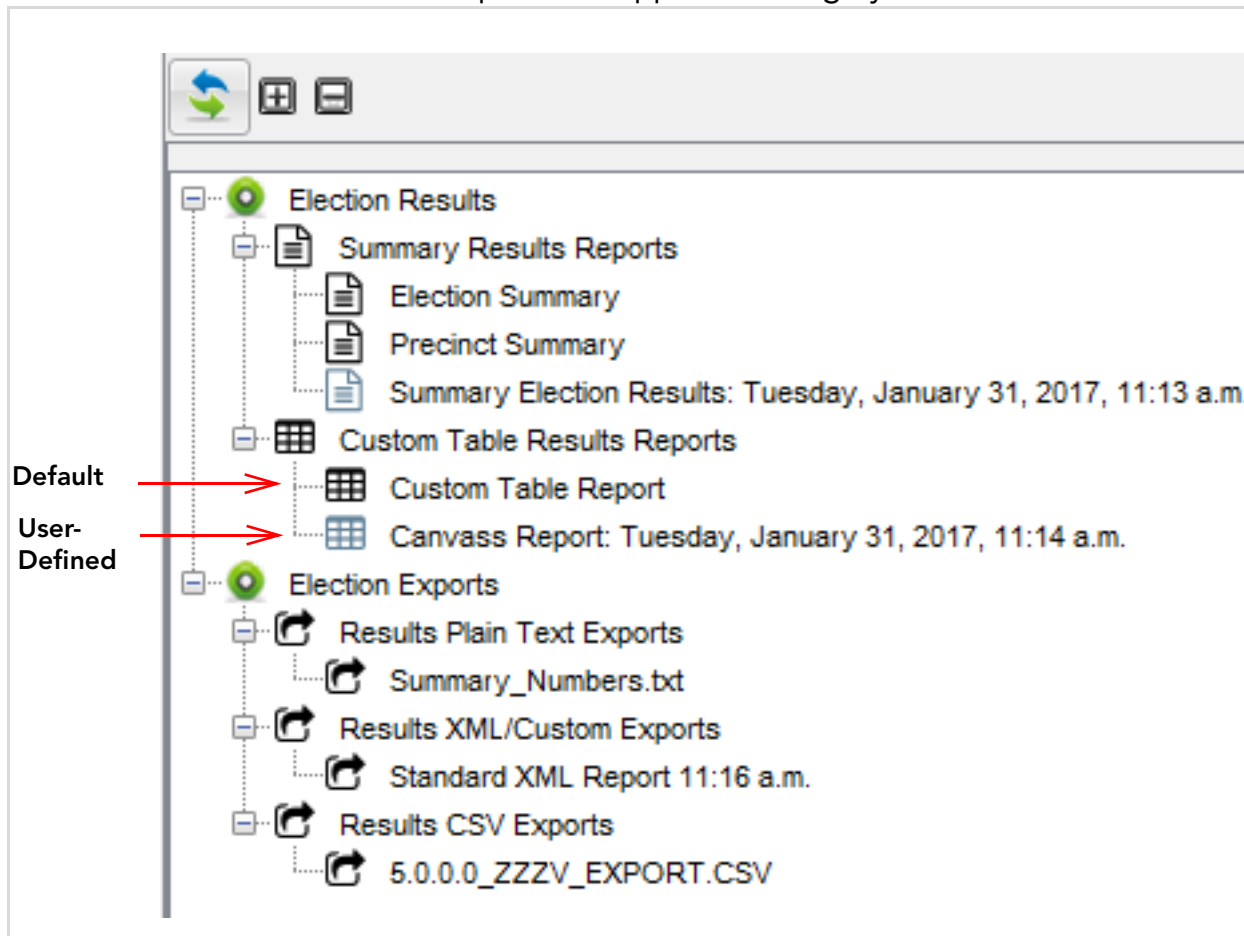 Election Results
Summary Results Reports
Election Summary
Precinct Summary
Summary Election Results: Tuesday, January 31, 2017, 11:13 a.m.
Custom Table Results Reports
Default
Custom Table Report
User-
Defined
Canvass Report: Tuesday, January 31, 2017, 11:14 a.m.
Election Exports
Results Plain Text Exports
Summary_Numbers.txt
Results XML/Custom Exports
Standard XML Report 11:16 a.m.
Results CSV Exports
5.0.0.0_ZZZV_EXPORT.CSV